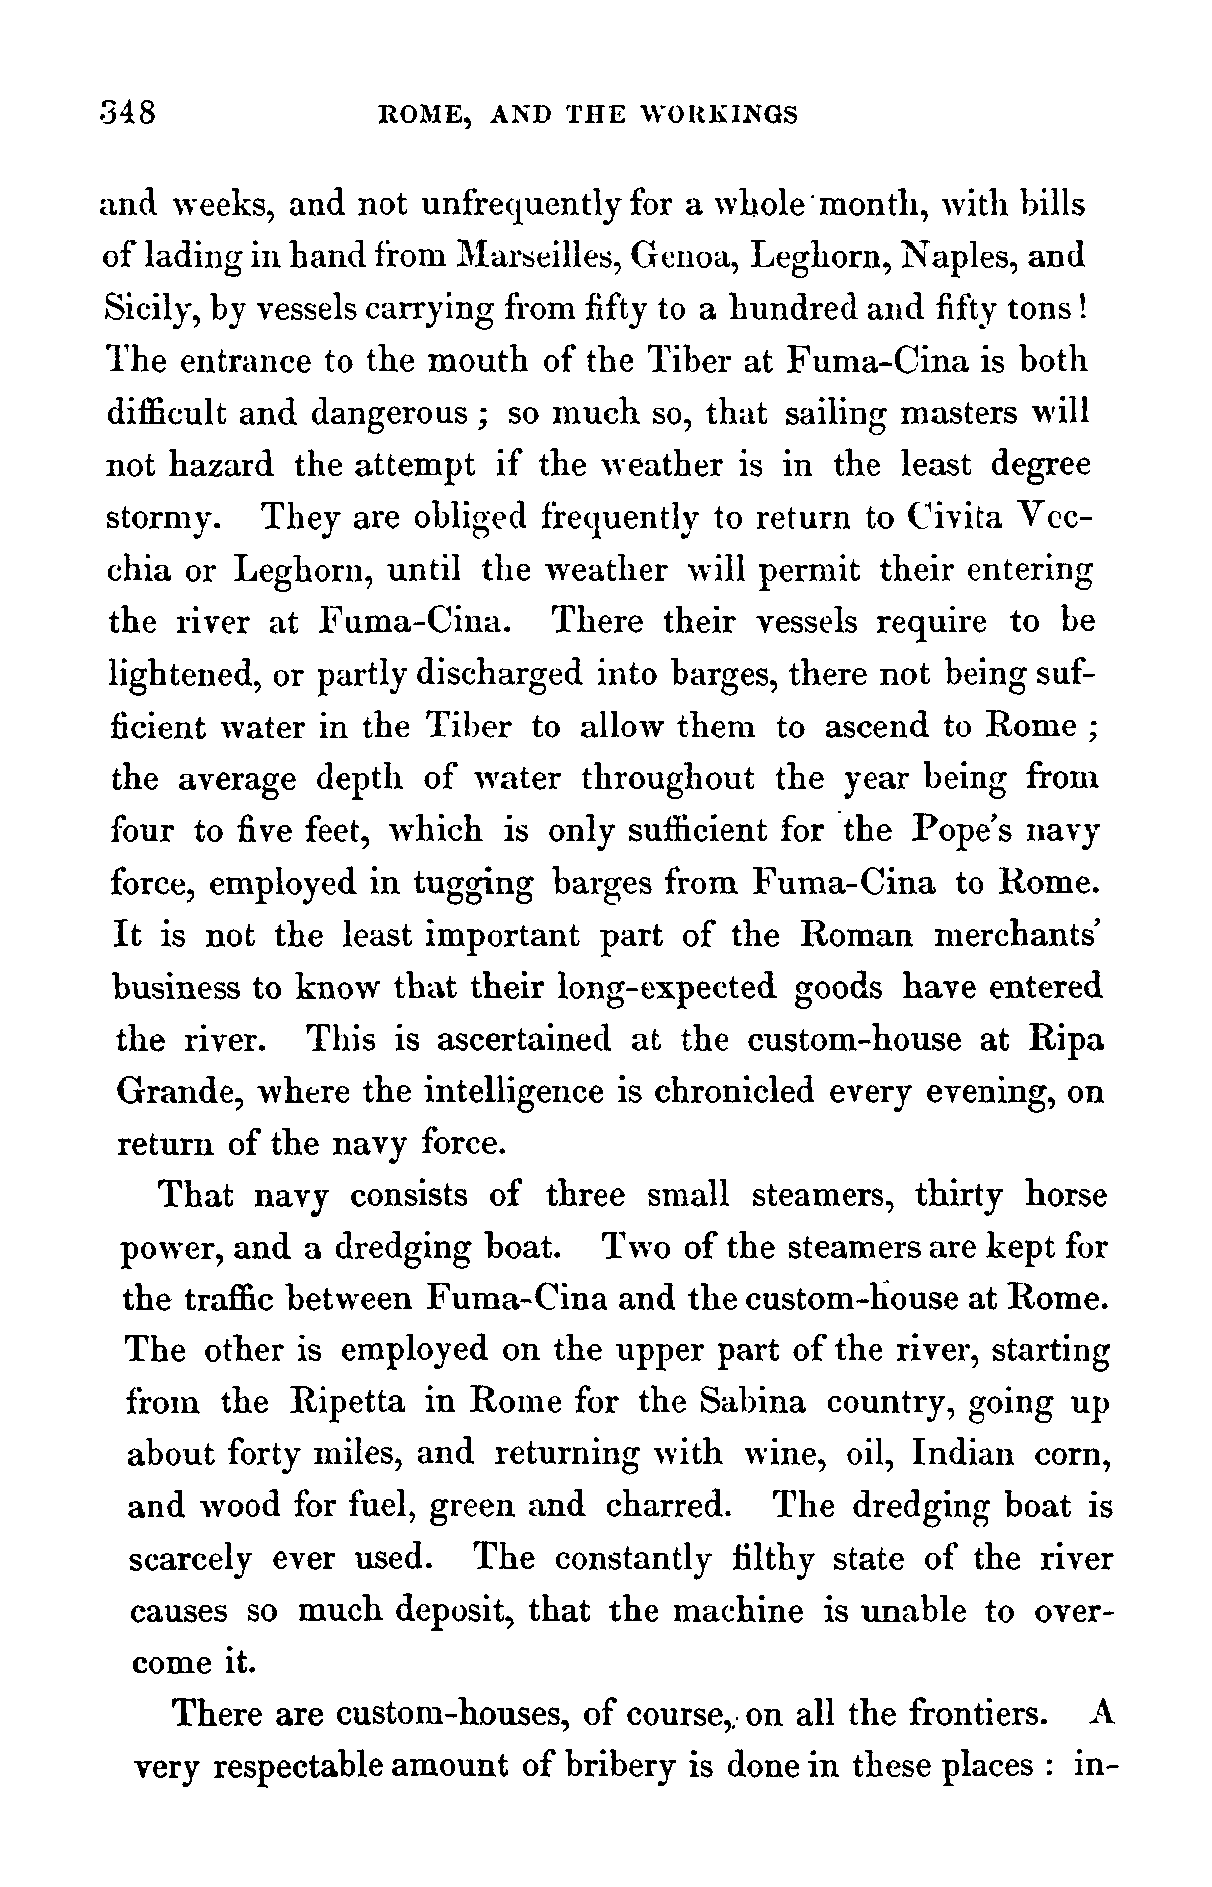 348 ROME, AND THE WORKINGS
and weeks, and not unfrequently for a whole month, with bills
of lading in hand from Marseilles, Genoa, Leghorn, Naples, and
Sicily, by vessels carrying from fifty to a hundred and fifty tons!
The entrance to the mouth of the Tiber at Fuma-Cina is both
difficult and dangerous; so much so, that sailing masters will
not hazard the attempt if the weather is in the least degree
stormy. They are obliged frequently to return to Civita Vec-
chia or Leghorn, until the weather will permit their entering
the river at Fuma-Cina. There their vessels require to be
lightened, or partly discharged into barges, there not being suf-
ficient water in the Tiber to allow them to ascend to Rome;
the average depth of water throughout the year being from
four to five feet, which is only sufficient for the Pope's navy
force, employed in tugging barges from Fuma-Cina to Rome.
It is not the least important part of the Roman merchants'
business to know that their long-expected goods have entered
the river. This is ascertained at the custom-house at Ripa
Grande, where the intelligence is chronicled every evening, on
return of the navy force.
That navy consists of three small steamers, thirty horse
power, and a dredging boat. Two of the steamers are kept for
the traffic between Fuma-Cina and the custom-house at Rome.
The other is employed on the upper part of the river, starting
from the Ripetta in Rome for the Sabina country, going up
about forty miles, and returning with wine, oil, Indian corn,
and wood for fuel, green and charred. The dredging boat is
scarcely ever used. The constantly filthy state of the river
causes so much deposit, that the machine is unable to over-
come it.
There are custom-houses, of course, on all the frontiers. A
very respectable amount of bribery is done in these places: in-